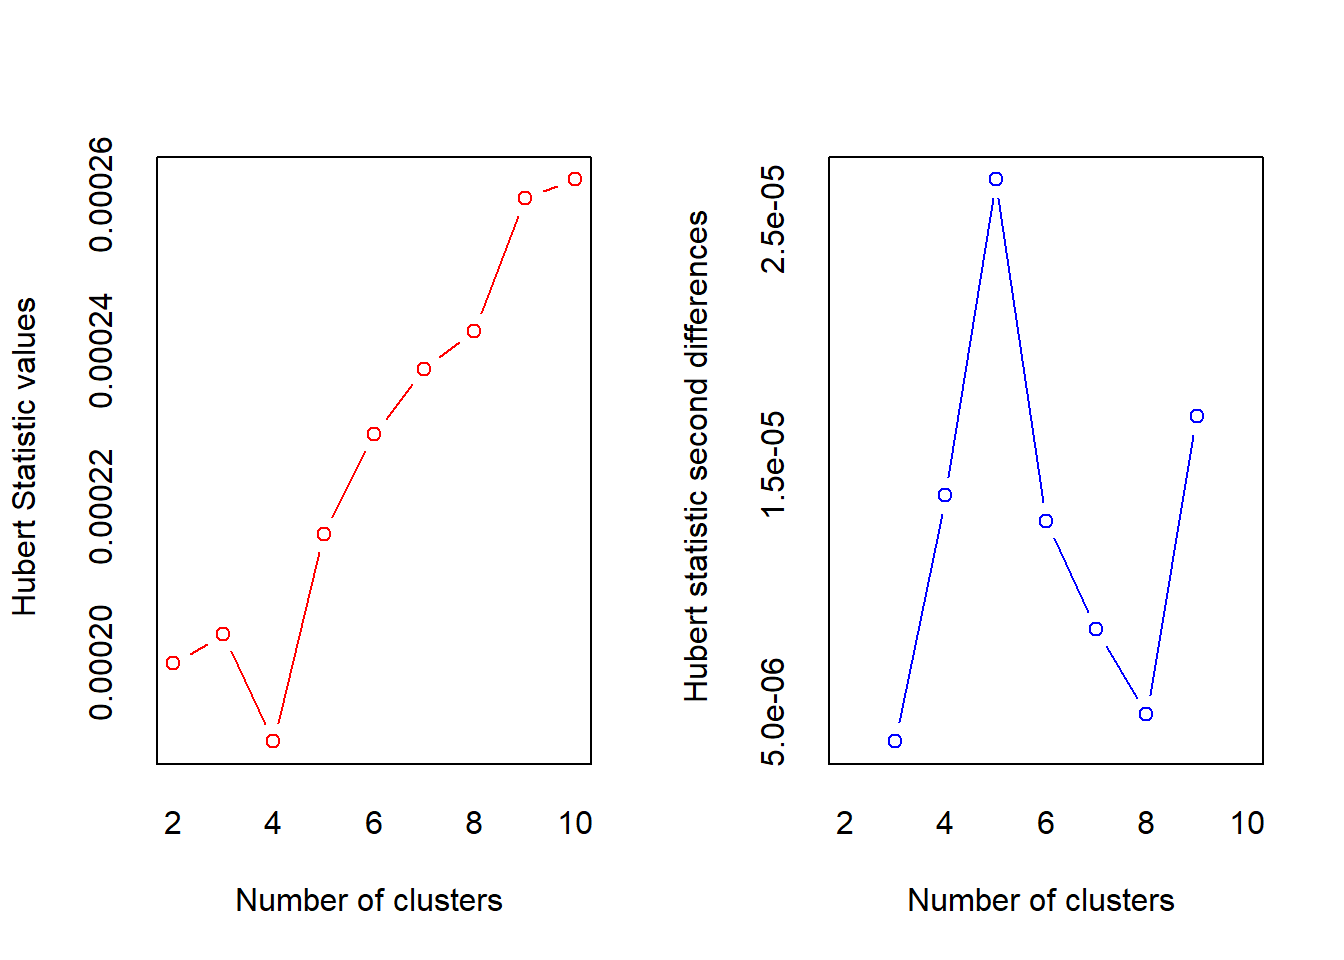 Hubert Statistic values
0.00026
0.00024
0.00022
0.00020
2 4 6 8 10
Number of clusters
Hubert statistic second differences
2.5e-05
1.5e-05
5.0e-06
2 4 6 8 10
Number of clusters